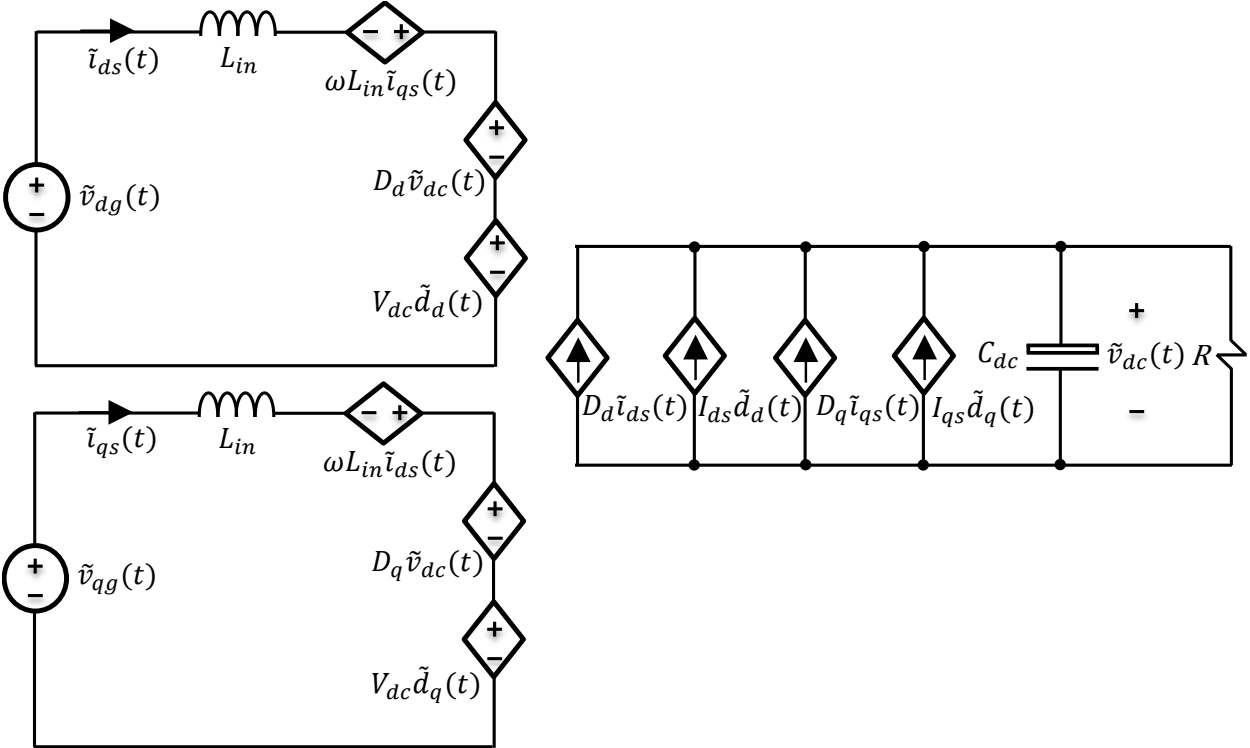 ĩ_ds(t)
L_in
− +
ωL_in ĩ_qs(t)
+
−
D_d ṽ_dc(t)
+
−
ṽ_dg(t)
+
−
V_dc d̃_d(t)
ĩ_qs(t)
L_in
− +
ωL_in ĩ_ds(t)
+
−
D_q ṽ_dc(t)
+
−
ṽ_qg(t)
+
−
V_dc d̃_q(t)
D_d ĩ_ds(t)
I_ds d̃_d(t)
D_q ĩ_qs(t)
I_qs d̃_q(t)
C_dc
+
ṽ_dc(t)
−
R